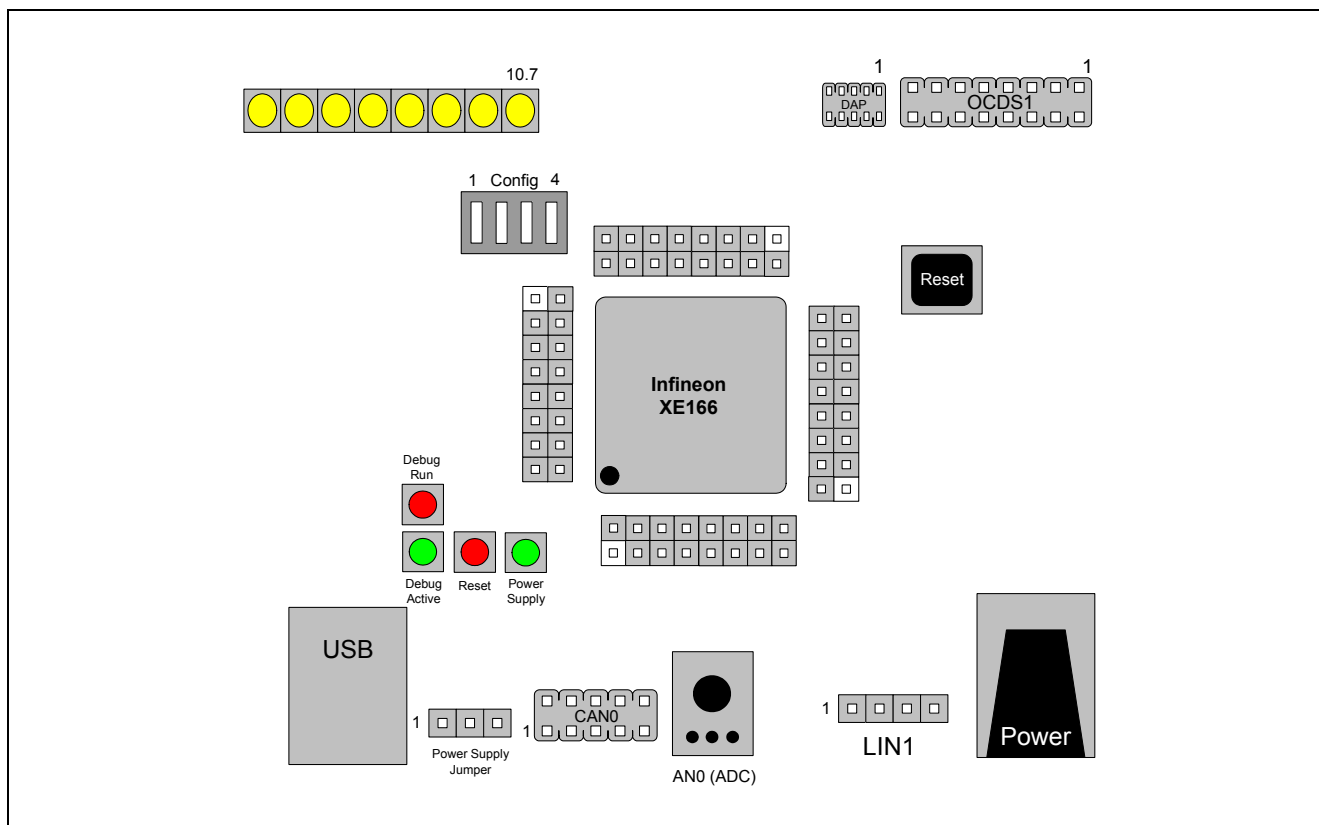 10.7
1
1
DAP
OCDS1
1 Config 4
Reset
Infineon
XE166
Debug
Run
Debug
Active
Reset
Power
Supply
USB
1
Power Supply
Jumper
1
CAN0
AN0 (ADC)
1
LIN1
Power